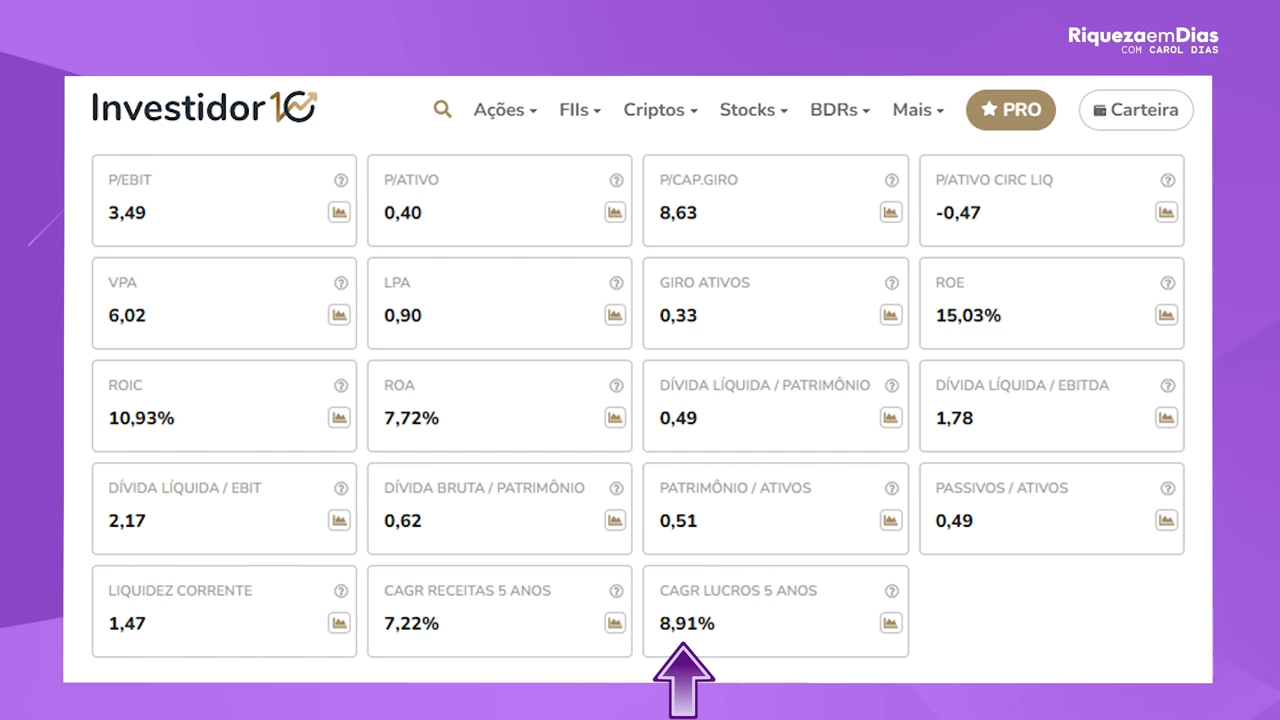 RiquezaemDias
COM CAROL DIAS
Investidor 10
Ações
FIIs
Criptos
Stocks
BDRs
Mais
PRO
Carteira
P/EBIT
3,49
P/ATIVO
0,40
P/CAP.GIRO
8,63
P/ATIVO CIRC LIQ
-0,47
VPA
6,02
LPA
0,90
GIRO ATIVOS
0,33
ROE
15,03%
ROIC
10,93%
ROA
7,72%
DÍVIDA LÍQUIDA / PATRIMÔNIO
0,49
DÍVIDA LÍQUIDA / EBITDA
1,78
DÍVIDA LÍQUIDA / EBIT
2,17
DÍVIDA BRUTA / PATRIMÔNIO
0,62
PATRIMÔNIO / ATIVOS
0,51
PASSIVOS / ATIVOS
0,49
LIQUIDEZ CORRENTE
1,47
CAGR RECEITAS 5 ANOS
7,22%
CAGR LUCROS 5 ANOS
8,91%